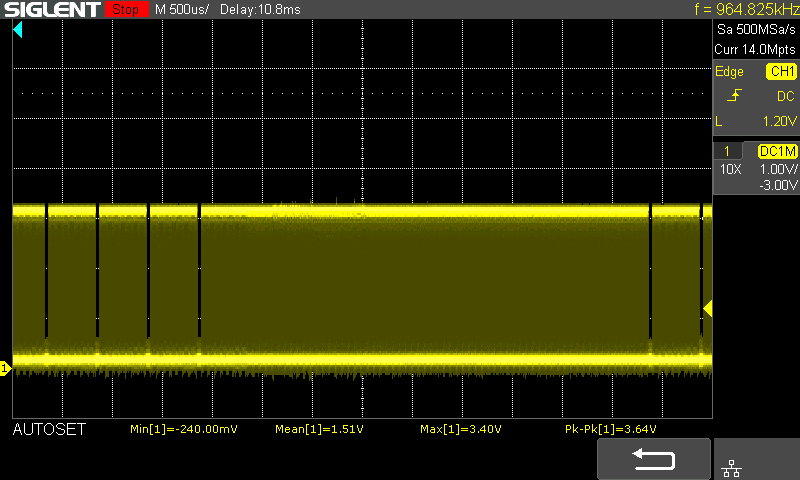 SIGLENT Stop M 500us/ Delay:10.8ms f = 964.825kHz
Sa 500MSa/s
Curr 14.0Mpts
Edge CH1
DC
L 1.20V
1 DC1M
10X 1.00V/
-3.00V
1
AUTOSET Min[1]=-240.00mV Mean[1]=1.51V Max[1]=3.40V Pk-Pk[1]=3.64V